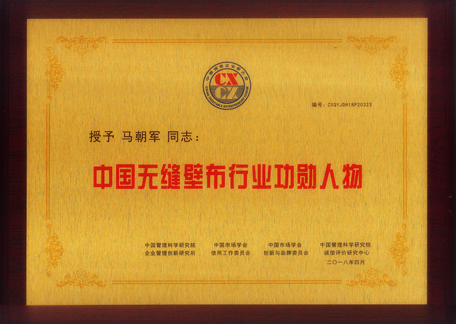 CX
CZ
编号：CXQYJGH18P20323
授予 马朝军 同志：
中国无缝壁布行业功勋人物
中国管理科学研究院 中国市场学会 中国市场学会 中国管理科学研究院
企业管理创新研究所 信用工作委员会 创新与品牌委员会 诚信评价研究中心
二〇一八年四月